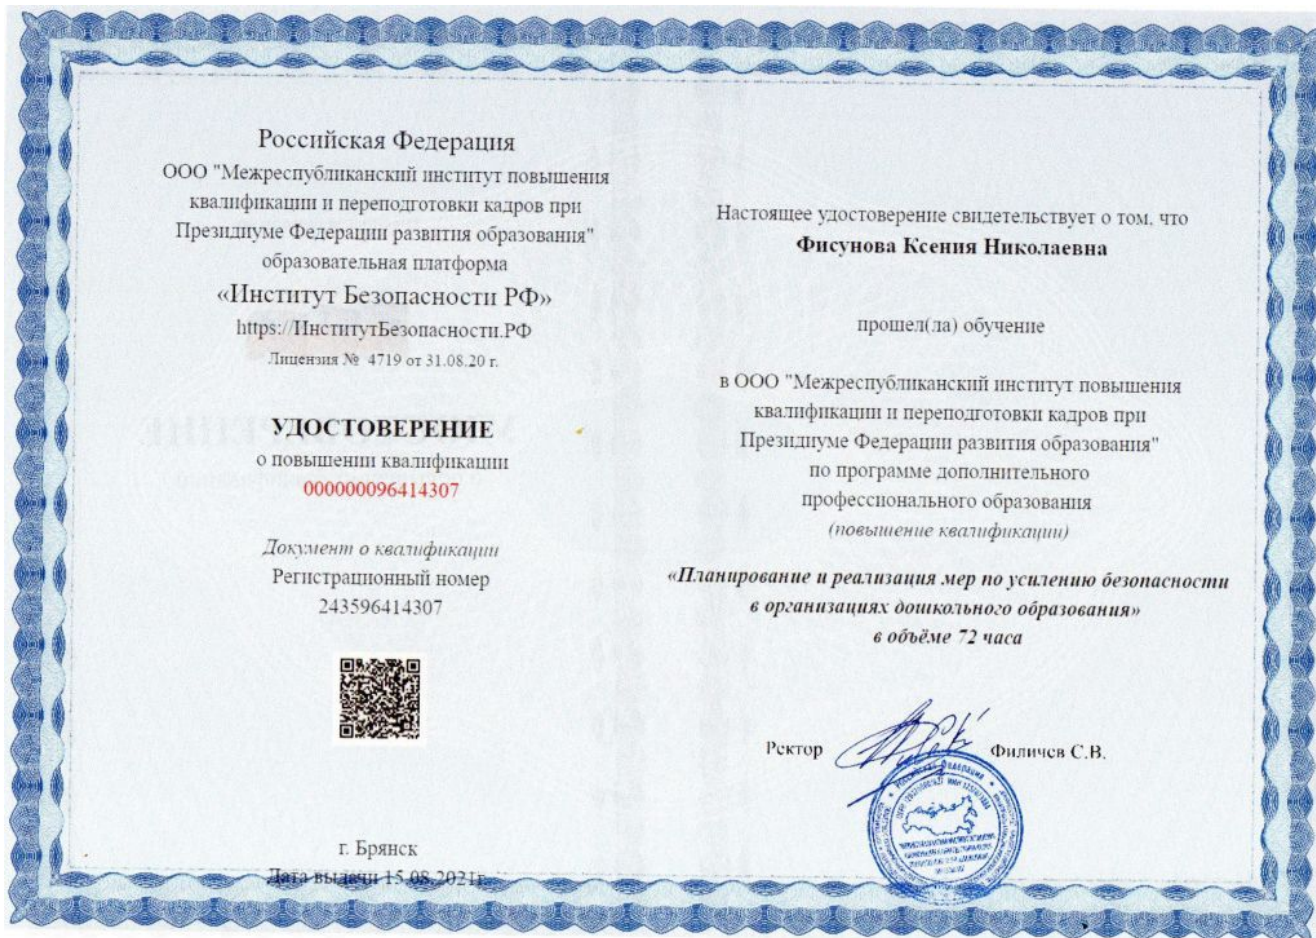 Российская Федерация
ООО "Межреспубликанский институт повышения
квалификации и переподготовки кадров при
Президиуме Федерации развития образования"
образовательная платформа
«Институт Безопасности РФ»
https://ИнститутБезопасности.РФ
Лицензия № 4719 от 31.08.20 г.
УДОСТОВЕРЕНИЕ
о повышении квалификации
000000096414307
Документ о квалификации
Регистрационный номер
243596414307
г. Брянск
Дата выдачи 15.08.2021г.
Настоящее удостоверение свидетельствует о том, что
Фисунова Ксения Николаевна
прошел(ла) обучение
в ООО "Межреспубликанский институт повышения
квалификации и переподготовки кадров при
Президиуме Федерации развития образования"
по программе дополнительного
профессионального образования
(повышение квалификации)
«Планирование и реализация мер по усилению безопасности
в организациях дошкольного образования»
в объёме 72 часа
Ректор Филичев С.В.
Российская Федерация